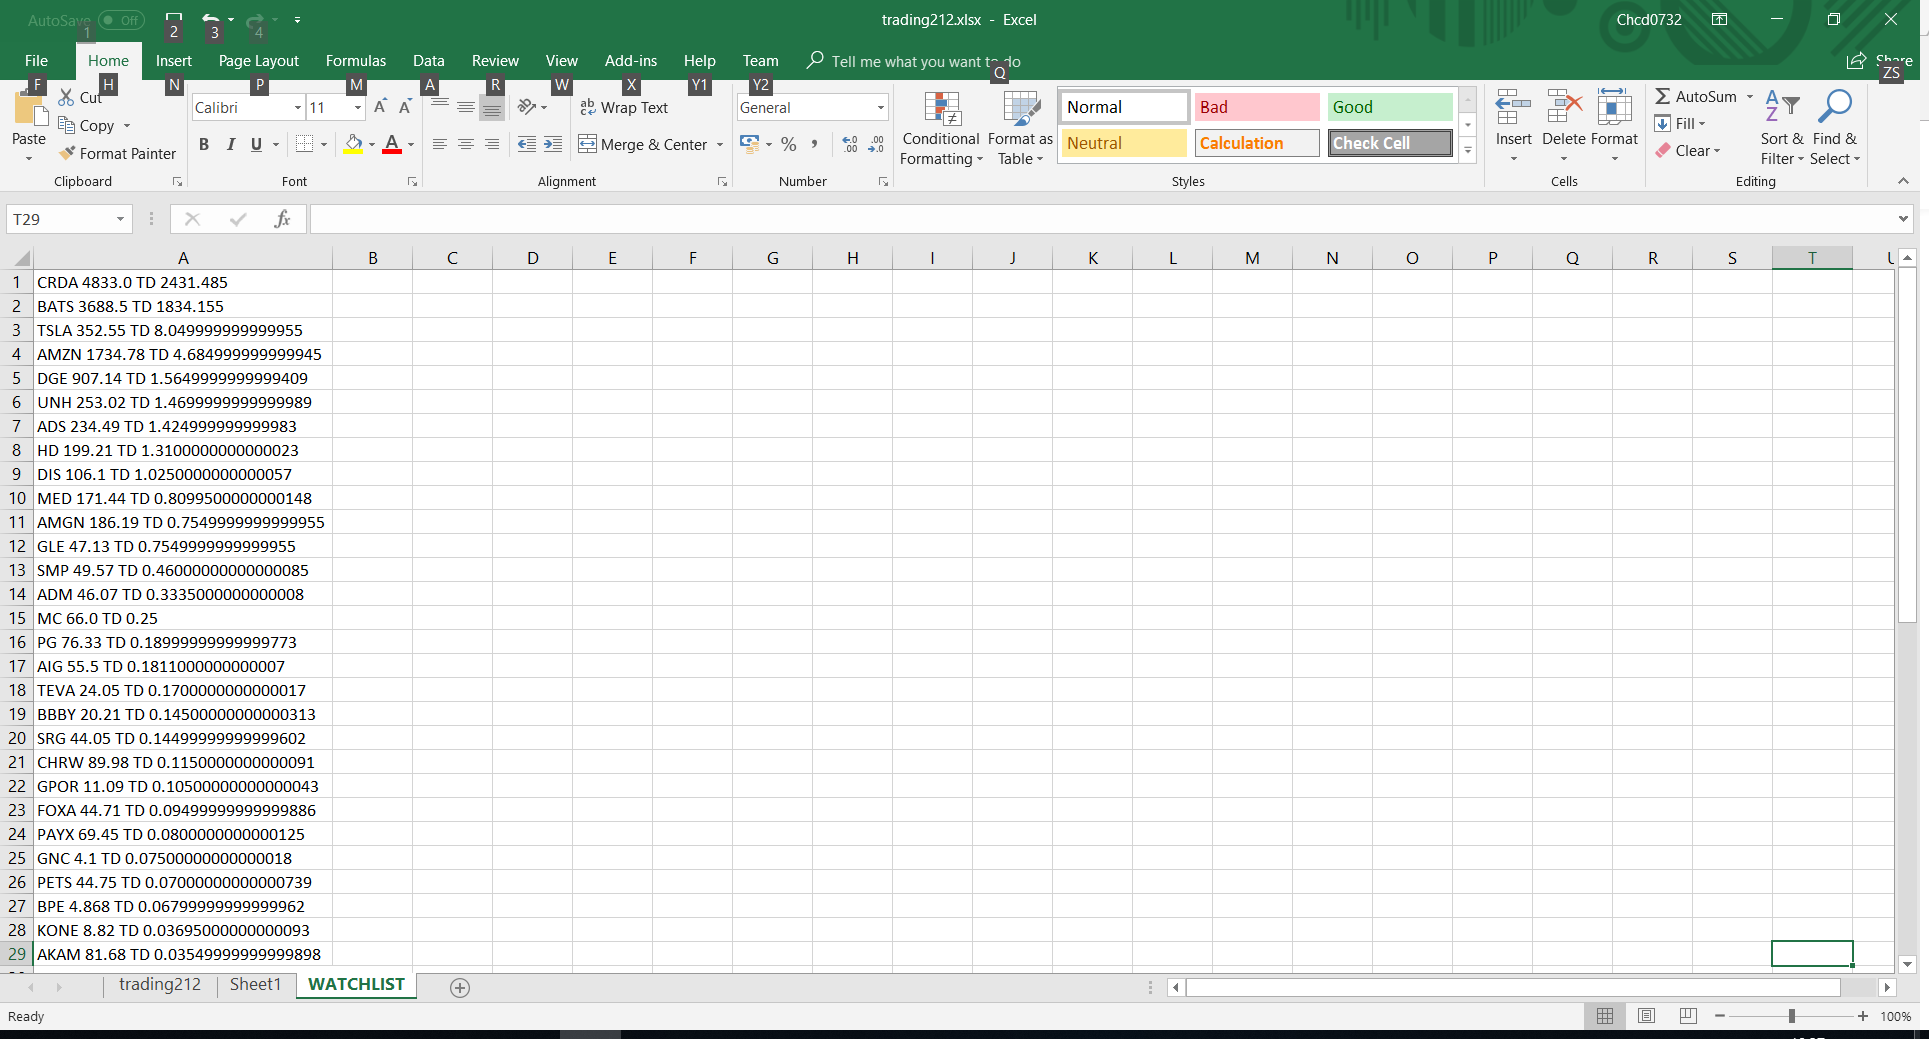 AutoSave Off
trading212.xlsx - Excel
Chcd0732
1 2 3 4
File Home Insert Page Layout Formulas Data Review View Add-ins Help Team Tell me what you want to do Share
F H N P M A R W X Y1 Y2 Q ZS
Paste
Cut
Copy
Format Painter
Clipboard
Calibri 11
B I U
Font
Wrap Text
Merge & Center
Alignment
General
Number
Conditional Formatting
Format as Table
Normal Bad Good
Neutral Calculation Check Cell
Styles
Insert Delete Format
Cells
AutoSum
Fill
Clear
Sort & Filter
Find & Select
Editing
T29
fx
A B C D E F G H I J K L M N O P Q R S T U
1 CRDA 4833.0 TD 2431.485
2 BATS 3688.5 TD 1834.155
3 TSLA 352.55 TD 8.049999999999955
4 AMZN 1734.78 TD 4.684999999999945
5 DGE 907.14 TD 1.5649999999999409
6 UNH 253.02 TD 1.4699999999999989
7 ADS 234.49 TD 1.424999999999983
8 HD 199.21 TD 1.3100000000000023
9 DIS 106.1 TD 1.0250000000000057
10 MED 171.44 TD 0.8099500000000148
11 AMGN 186.19 TD 0.7549999999999955
12 GLE 47.13 TD 0.7549999999999955
13 SMP 49.57 TD 0.46000000000000085
14 ADM 46.07 TD 0.3335000000000008
15 MC 66.0 TD 0.25
16 PG 76.33 TD 0.18999999999999773
17 AIG 55.5 TD 0.1811000000000007
18 TEVA 24.05 TD 0.1700000000000017
19 BBBY 20.21 TD 0.14500000000000313
20 SRG 44.05 TD 0.14499999999999602
21 CHRW 89.98 TD 0.1150000000000091
22 GPOR 11.09 TD 0.10500000000000043
23 FOXA 44.71 TD 0.09499999999999886
24 PAYX 69.45 TD 0.0800000000000125
25 GNC 4.1 TD 0.07500000000000018
26 PETS 44.75 TD 0.07000000000000739
27 BPE 4.868 TD 0.06799999999999962
28 KONE 8.82 TD 0.03695000000000093
29 AKAM 81.68 TD 0.03549999999999898
trading212 Sheet1 WATCHLIST
Ready
100%